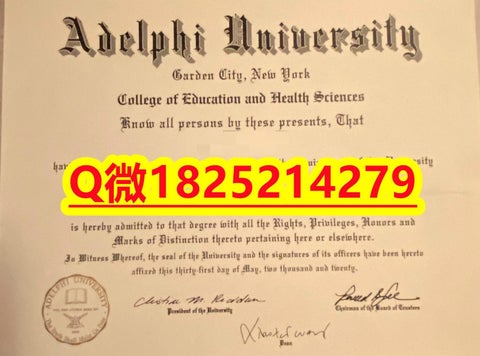 Adelphi University
Garden City, New York
College of Education and Health Sciences
Know all persons by these presents, That
Q微1825214279
is hereby admitted to that degree with all the Rights, Privileges, Honors and
Marks of Distinction thereto pertaining here or elsewhere.
In Witness Whereof, the seal of the University and the signatures of its officers have been hereto
affixed this thirty-first day of May, two thousand and twenty.
ADELPHI UNIVERSITY
President of the University
Chairman of the Board of Trustees
Dean